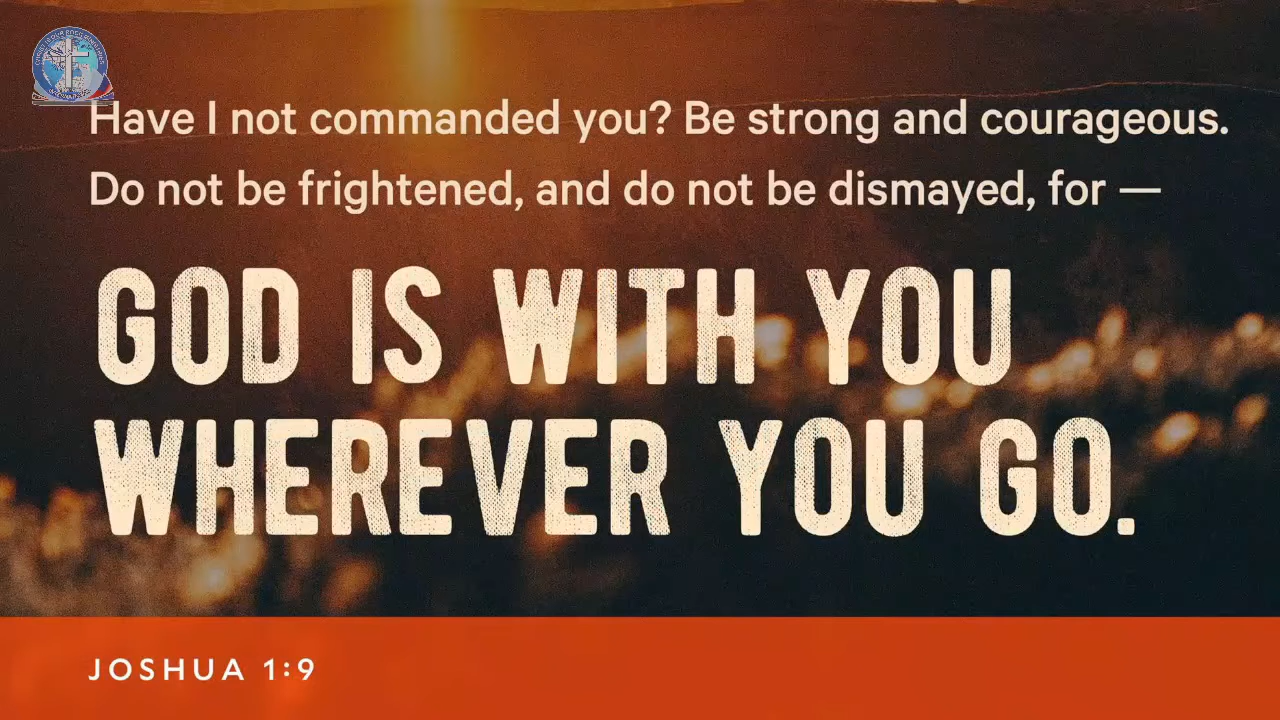 Have I not commanded you? Be strong and courageous.
Do not be frightened, and do not be dismayed, for —
GOD IS WITH YOU
WHEREVER YOU GO.
JOSHUA 1:9